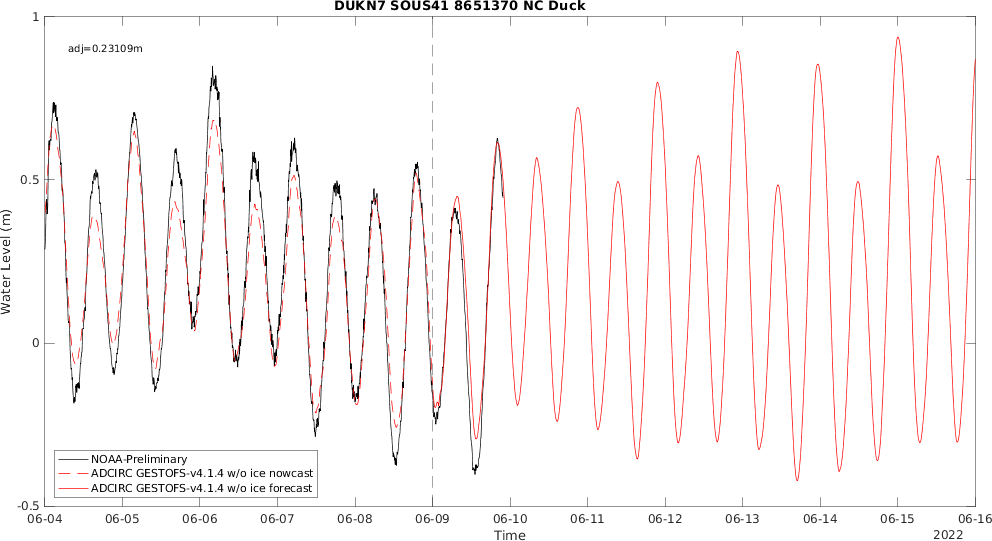 DUKN7 SOUS41 8651370 NC Duck
adj=0.23109m
1
0.5
0
-0.5
Water Level (m)
NOAA-Preliminary
ADCIRC GESTOFS-v4.1.4 w/o ice nowcast
ADCIRC GESTOFS-v4.1.4 w/o ice forecast
06-04 06-05 06-06 06-07 06-08 06-09 06-10 06-11 06-12 06-13 06-14 06-15 06-16
Time
2022